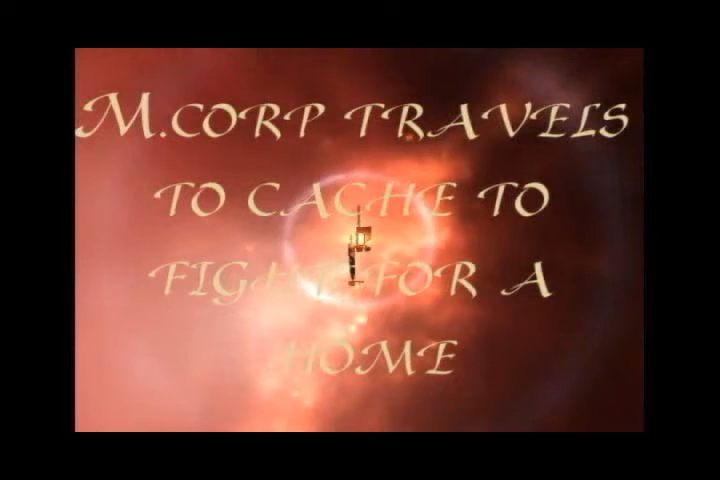 M.CORP TRAVELS
TO CACHE TO
FIGHT FOR A
HOME